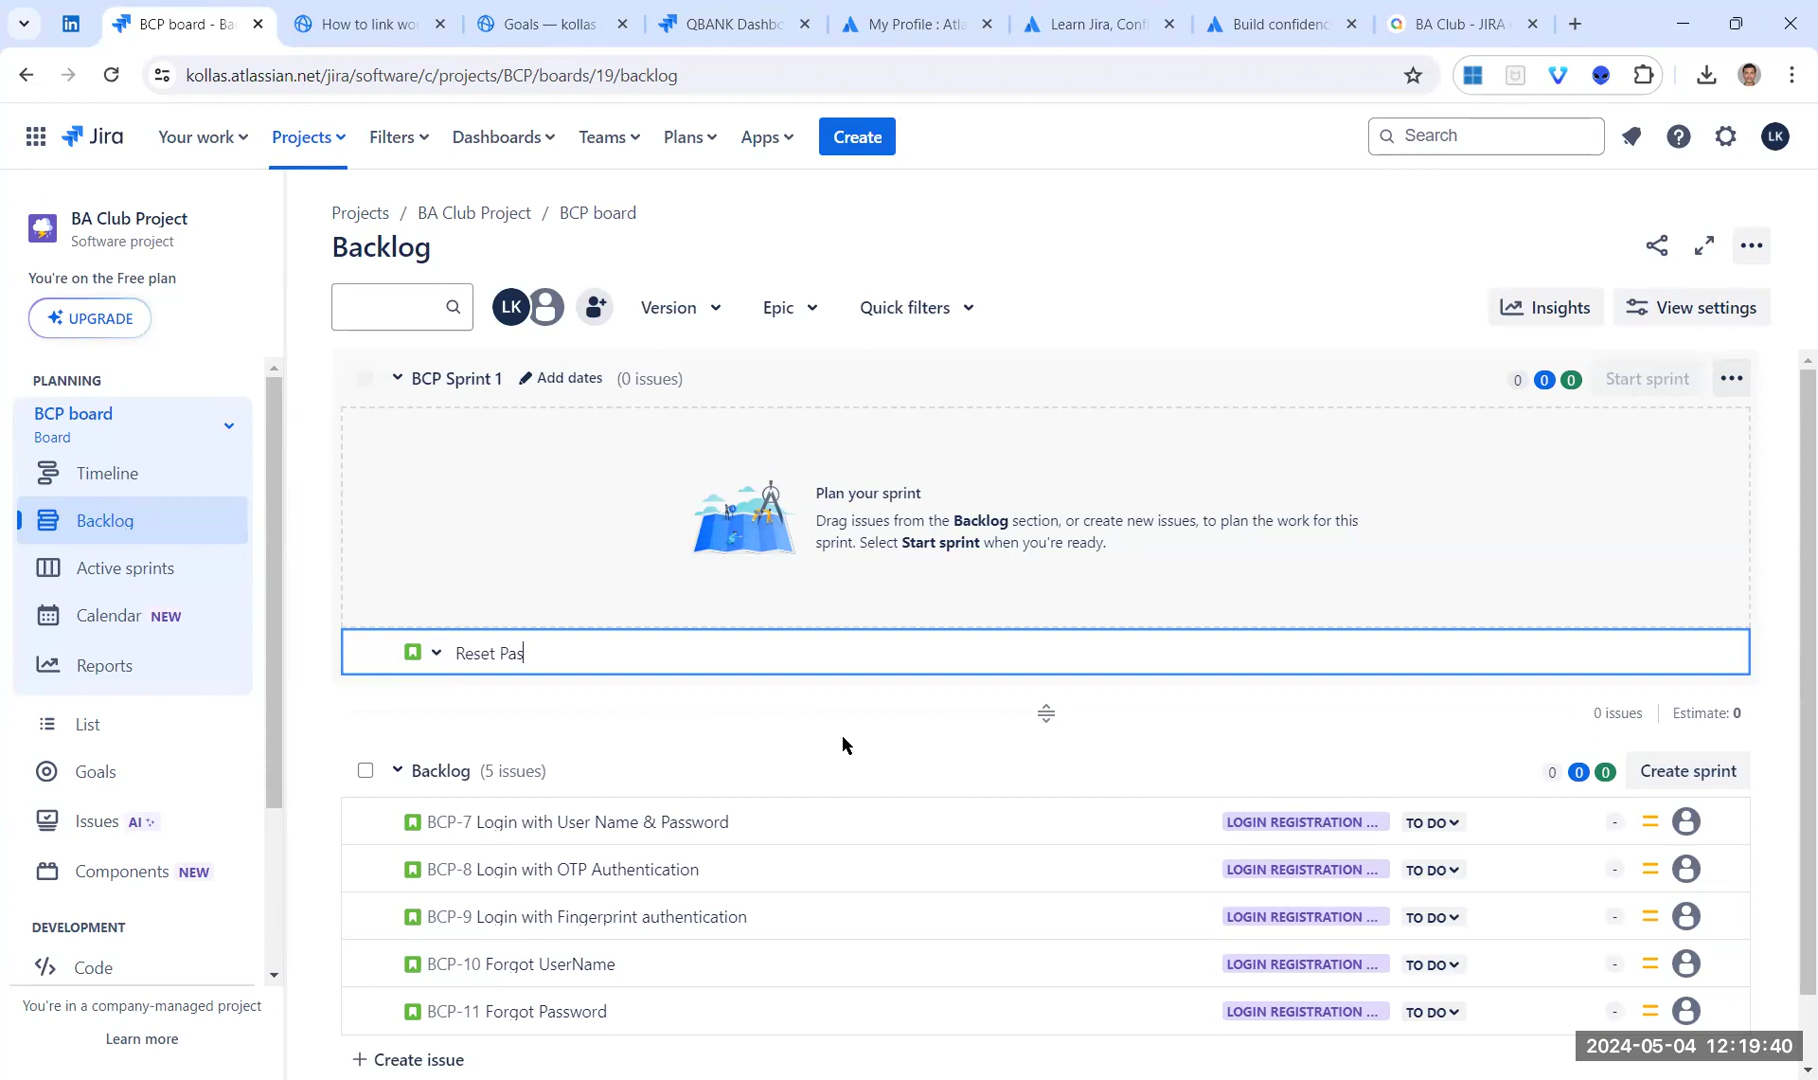 BCP board - Ba
How to link wo
Goals — kollas
QBANK Dashbo
My Profile : Atla
Learn Jira, Confl
Build confidenc
BA Club - JIRA
kollas.atlassian.net/jira/software/c/projects/BCP/boards/19/backlog
Jira
Your work
Projects
Filters
Dashboards
Teams
Plans
Apps
Create
Search
LK
BA Club Project
Software project
You're on the Free plan
UPGRADE
PLANNING
BCP board
Board
Timeline
Backlog
Active sprints
Calendar NEW
Reports
List
Goals
Issues AI
Components NEW
DEVELOPMENT
Code
You're in a company-managed project
Learn more
Projects / BA Club Project / BCP board
Backlog
LK
Version
Epic
Quick filters
Insights
View settings
BCP Sprint 1 Add dates (0 issues)
0 0 0 Start sprint
Plan your sprint
Drag issues from the Backlog section, or create new issues, to plan the work for this
sprint. Select Start sprint when you're ready.
Reset Pas
0 issues Estimate: 0
Backlog (5 issues)
0 0 0 Create sprint
BCP-7 Login with User Name & Password LOGIN REGISTRATION ... TO DO -
BCP-8 Login with OTP Authentication LOGIN REGISTRATION ... TO DO -
BCP-9 Login with Fingerprint authentication LOGIN REGISTRATION ... TO DO -
BCP-10 Forgot UserName LOGIN REGISTRATION ... TO DO -
BCP-11 Forgot Password LOGIN REGISTRATION ... TO DO -
+ Create issue
2024-05-04 12:19:40